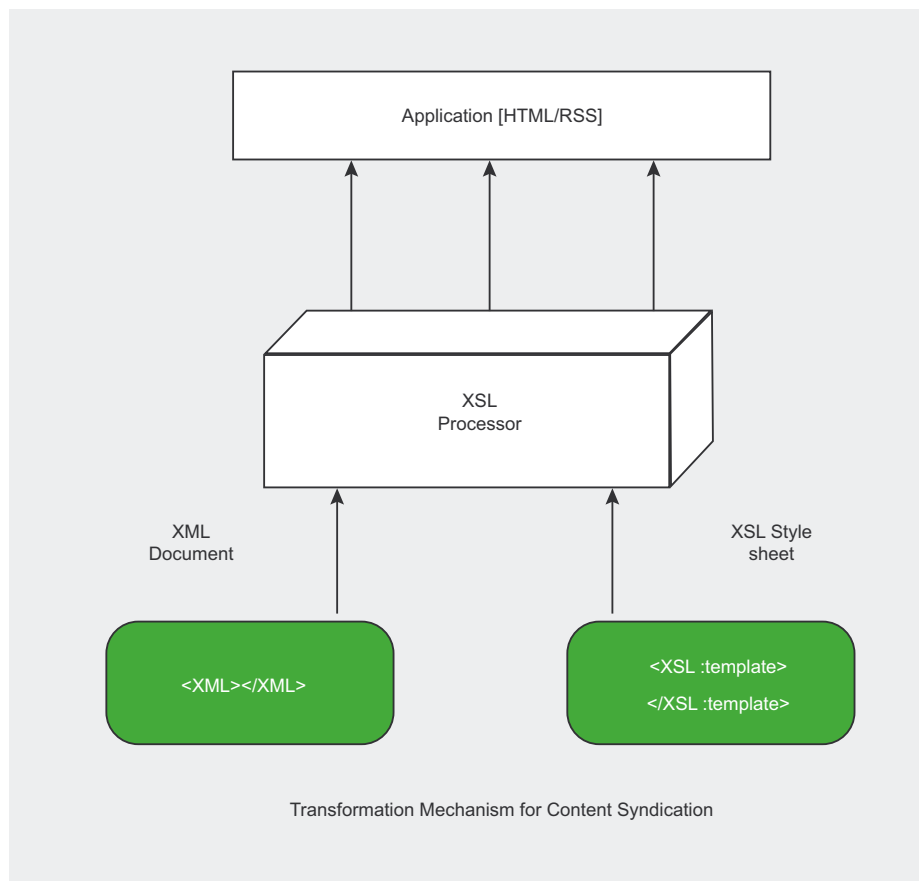 Application [HTML/RSS]
XSL
Processor
XML
Document
XSL Style
sheet
<XML></XML>
<XSL :template>
</XSL :template>
Transformation Mechanism for Content Syndication